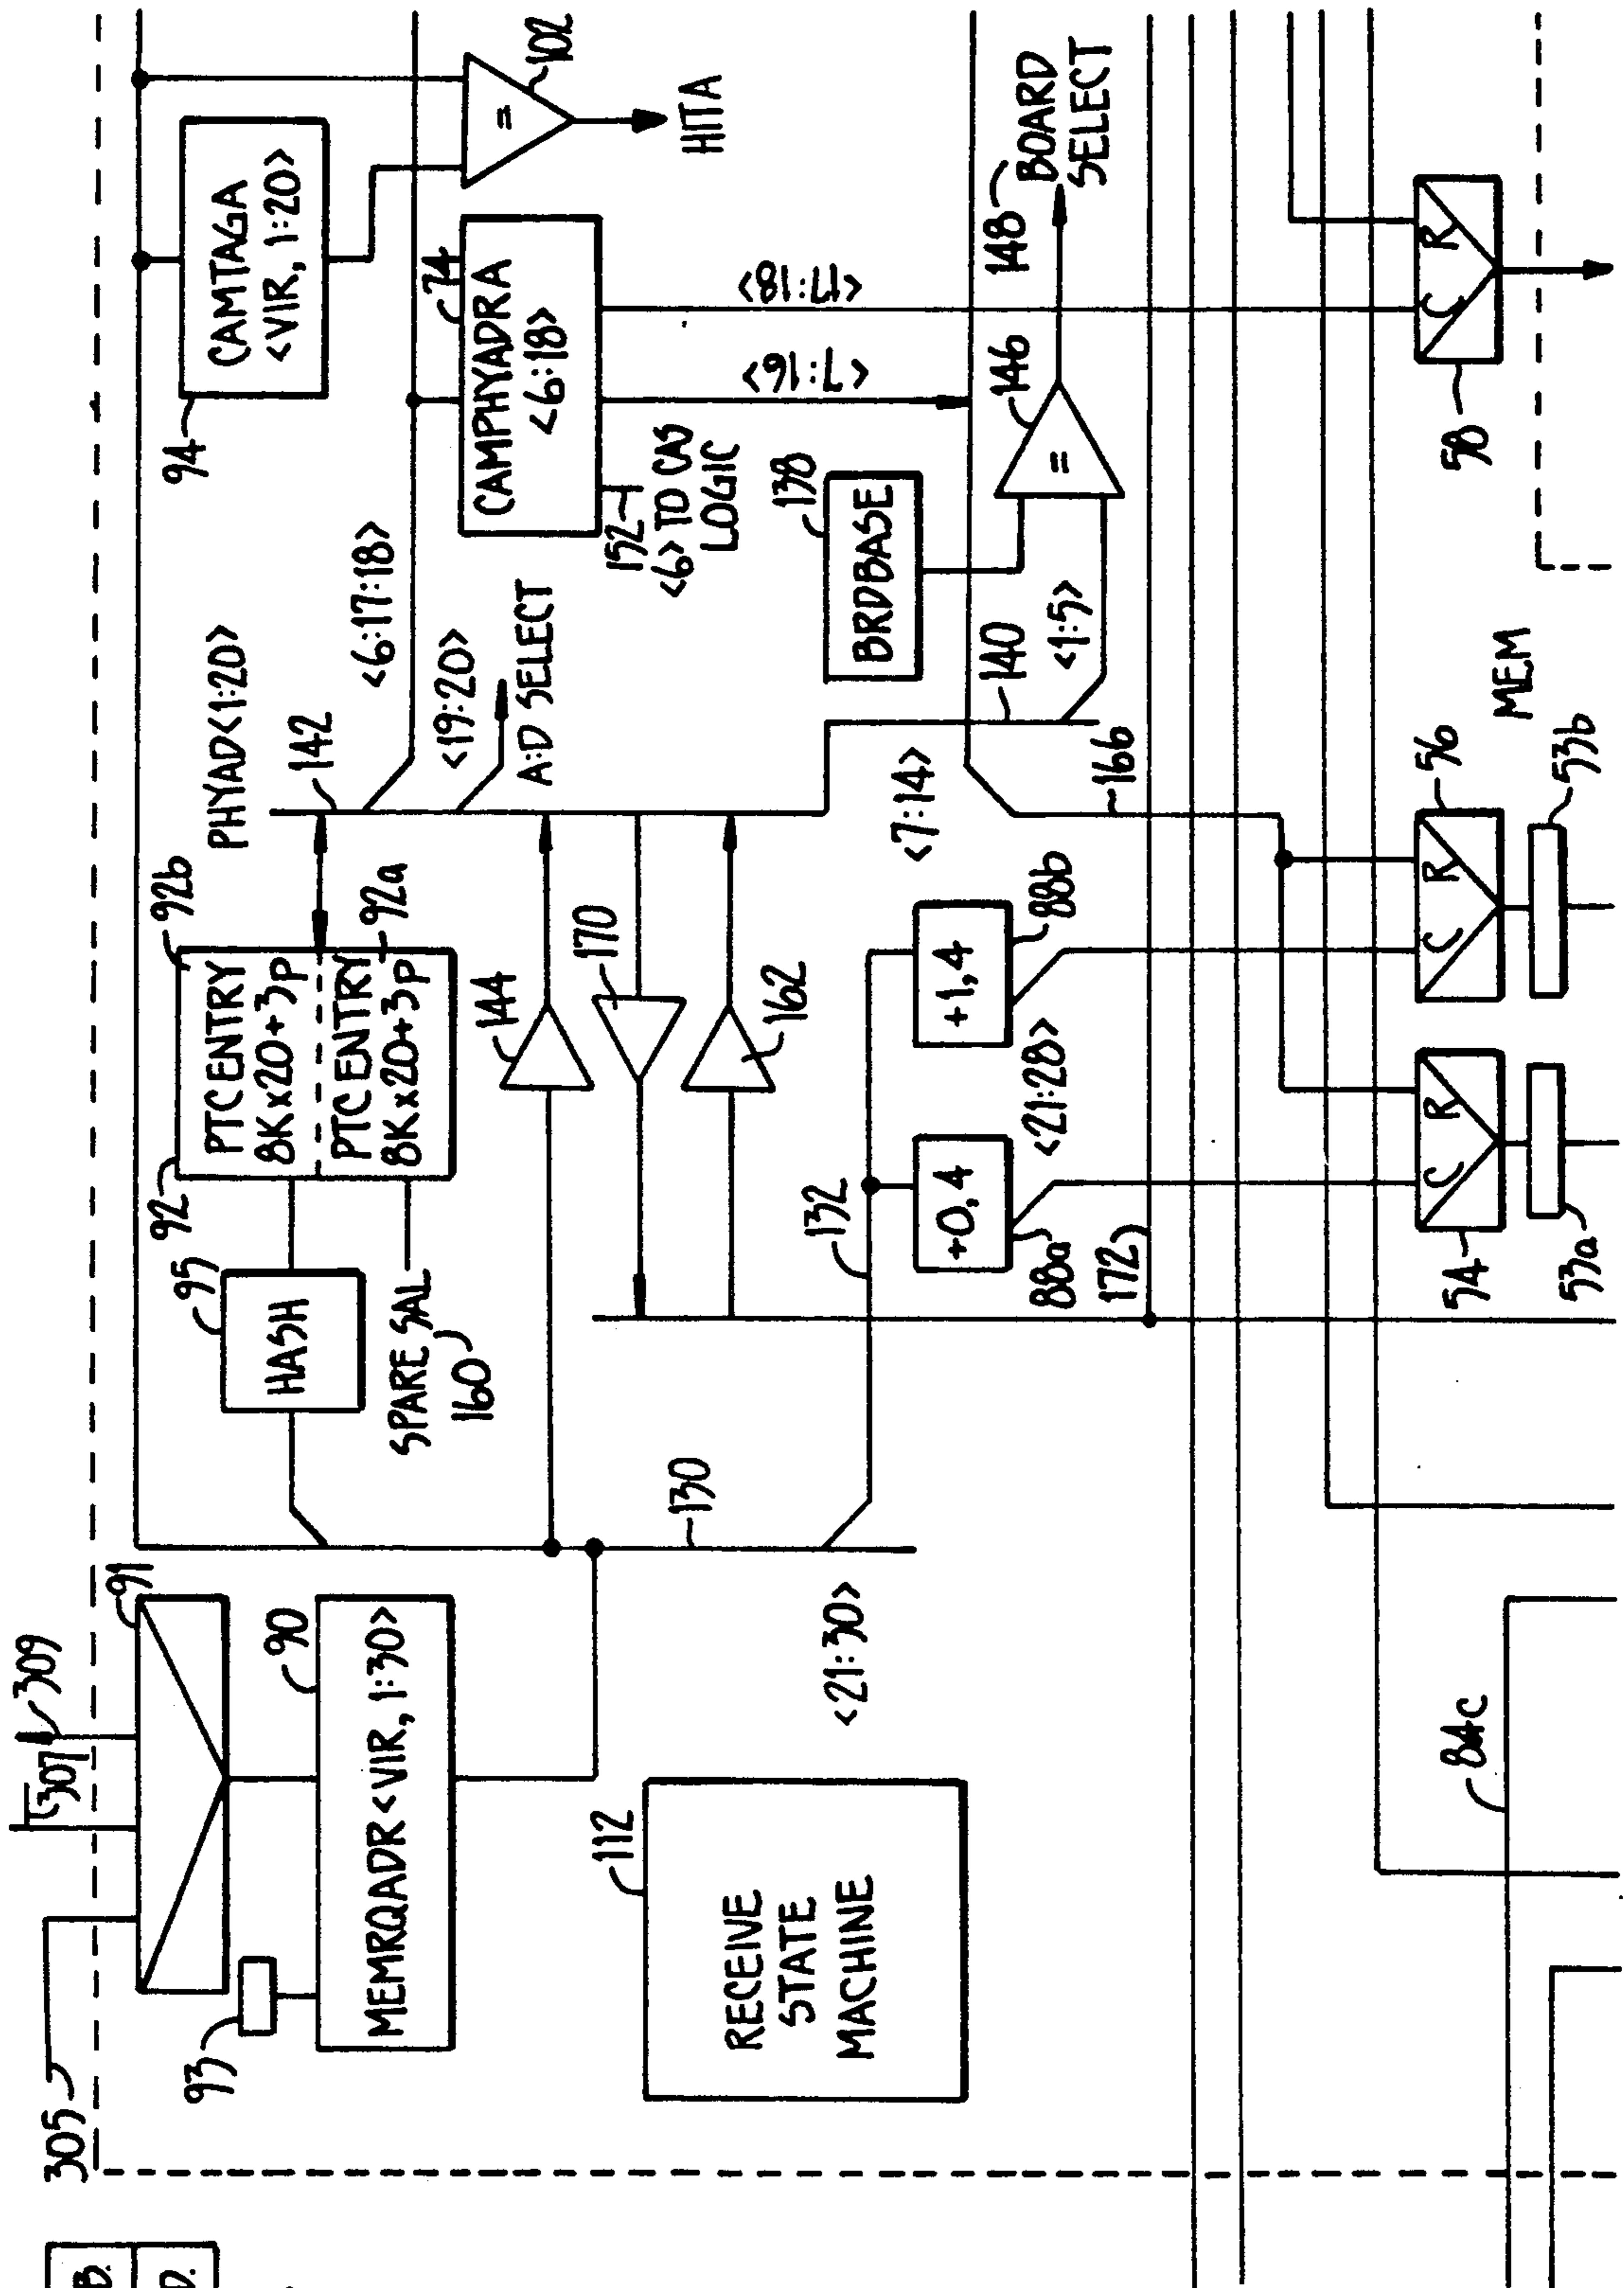 B.
D.
305
307
309
91
93
90
MEMRQADR <VIR, 1:30>
112
RECEIVE
STATE
MACHINE
<21:30>
130
95
HASH
SPARE SAL
160
92
92b
PTC ENTRY
8K x 20 + 3P
PTC ENTRY
8K x 20 + 3P
92a
PHYAD<1:20>
142
<6:17:18>
<19:20>
A:D SELECT
144
170
162
132
+0,4
88a
+1,4
88b
<21:28>
172
<7:14>
166
140
<1:5>
94
CAMTAGA
<VIR, 1:20>
102
=
HITA
74
CAMPHYADRA
<6:18>
152
<6> TO CAS
LOGIC
<7:16>
<17:18>
138
BRDBASE
146
=
148
BOARD
SELECT
54
C
R
53a
56
C
R
53b
MEM
58
C
R
84c